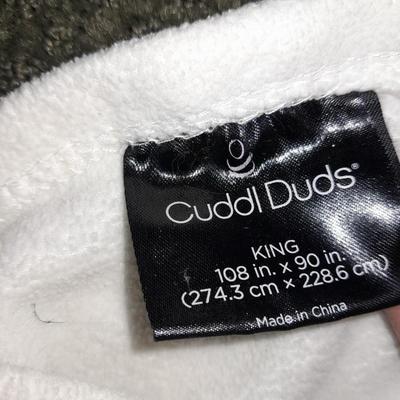 Cuddl Duds®
KING
108 in. x 90 in.
(274.3 cm x 228.6 cm)
Made in China